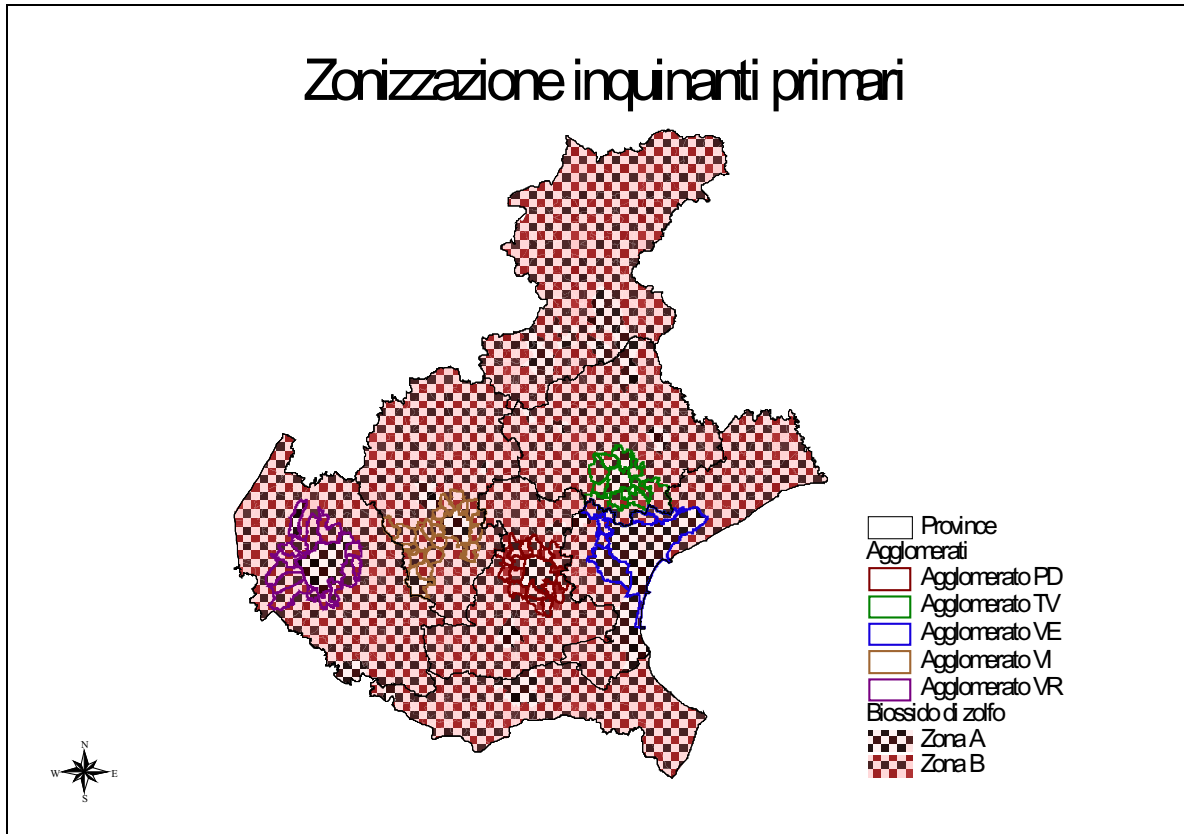 Zonizzazione inquinanti primari
Province
Agglomerati
Agglomerato PD
Agglomerato TV
Agglomerato VE
Agglomerato VI
Agglomerato VR
Biossido di zolfo
Zona A
Zona B
N
W E
S